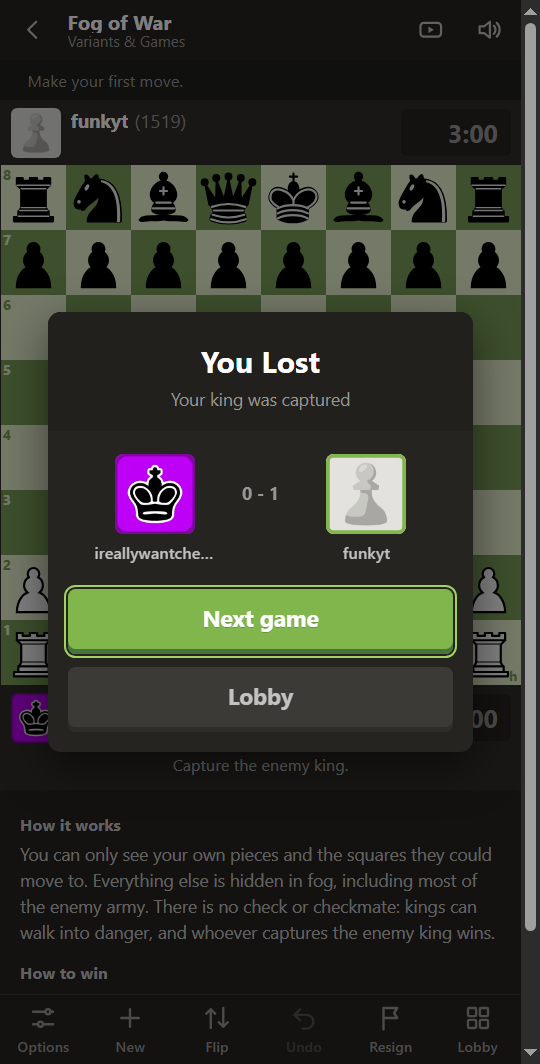 Fog of War
Variants & Games
Make your first move.
funkyt (1519)
3:00
8
7
6
5
4
3
2
1
h
You Lost
Your king was captured
0 - 1
ireallywantche...
funkyt
Next game
Lobby
00
Capture the enemy king.
How it works
You can only see your own pieces and the squares they could
move to. Everything else is hidden in fog, including most of
the enemy army. There is no check or checkmate: kings can
walk into danger, and whoever captures the enemy king wins.
How to win
Options
New
Flip
Undo
Resign
Lobby